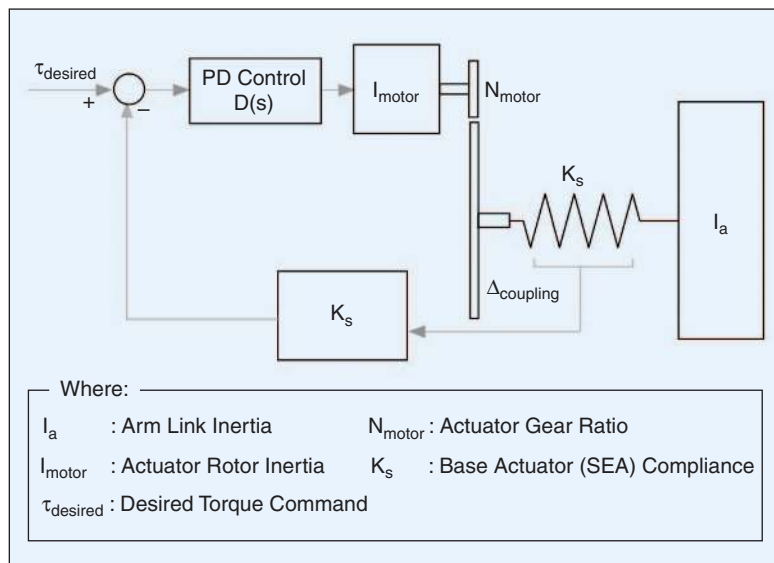 τdesired
+
−
PD Control
D(s)
Imotor
Nmotor
Ks
Ia
Δcoupling
Ks
Where:
Ia : Arm Link Inertia
Nmotor : Actuator Gear Ratio
Imotor : Actuator Rotor Inertia
Ks : Base Actuator (SEA) Compliance
τdesired : Desired Torque Command